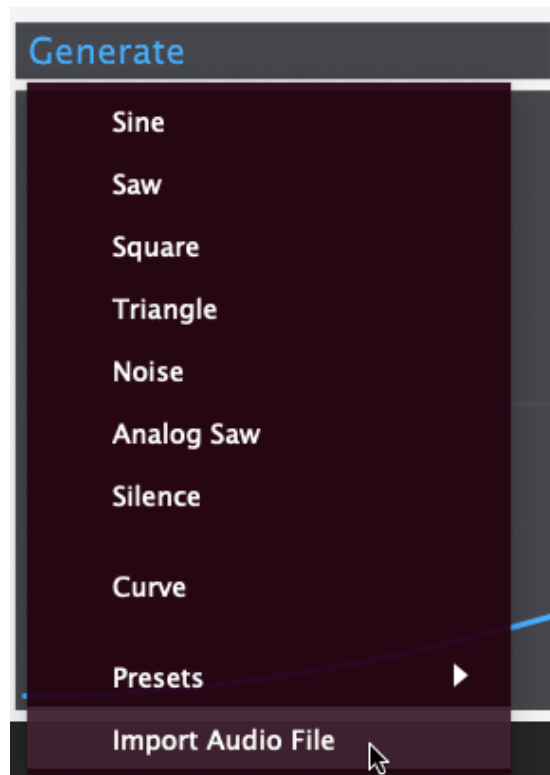 Generate
Sine
Saw
Square
Triangle
Noise
Analog Saw
Silence
Curve
Presets
Import Audio File